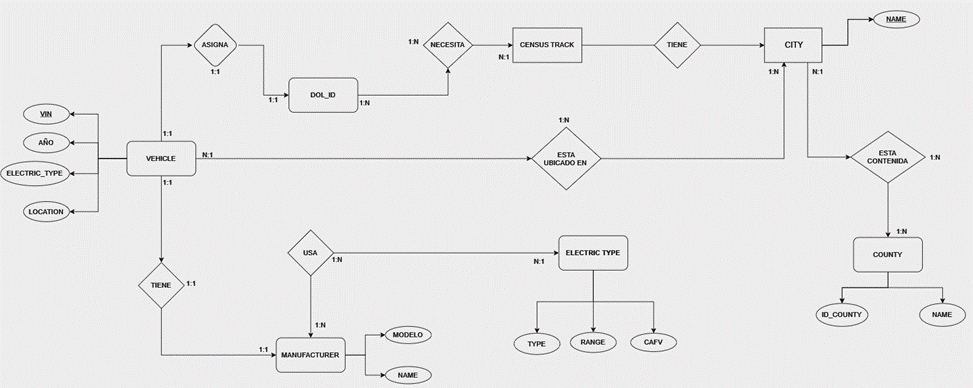 NAME
ASIGNA
1:1
1:N
NECESITA
N:1
CENSUS TRACK
TIENE
CITY
1:N
N:1
DOL_ID
1:1
1:N
VIN
AÑO
ELECTRIC_TYPE
LOCATION
1:1
VEHICLE
N:1
1:1
1:N
ESTA
UBICADO EN
ESTA
CONTENIDA
1:N
1:N
COUNTY
ID_COUNTY
NAME
USA
1:N
N:1
ELECTRIC TYPE
TIENE
1:1
1:N
TYPE
RANGE
CAFV
1:1
MANUFACTURER
MODELO
NAME